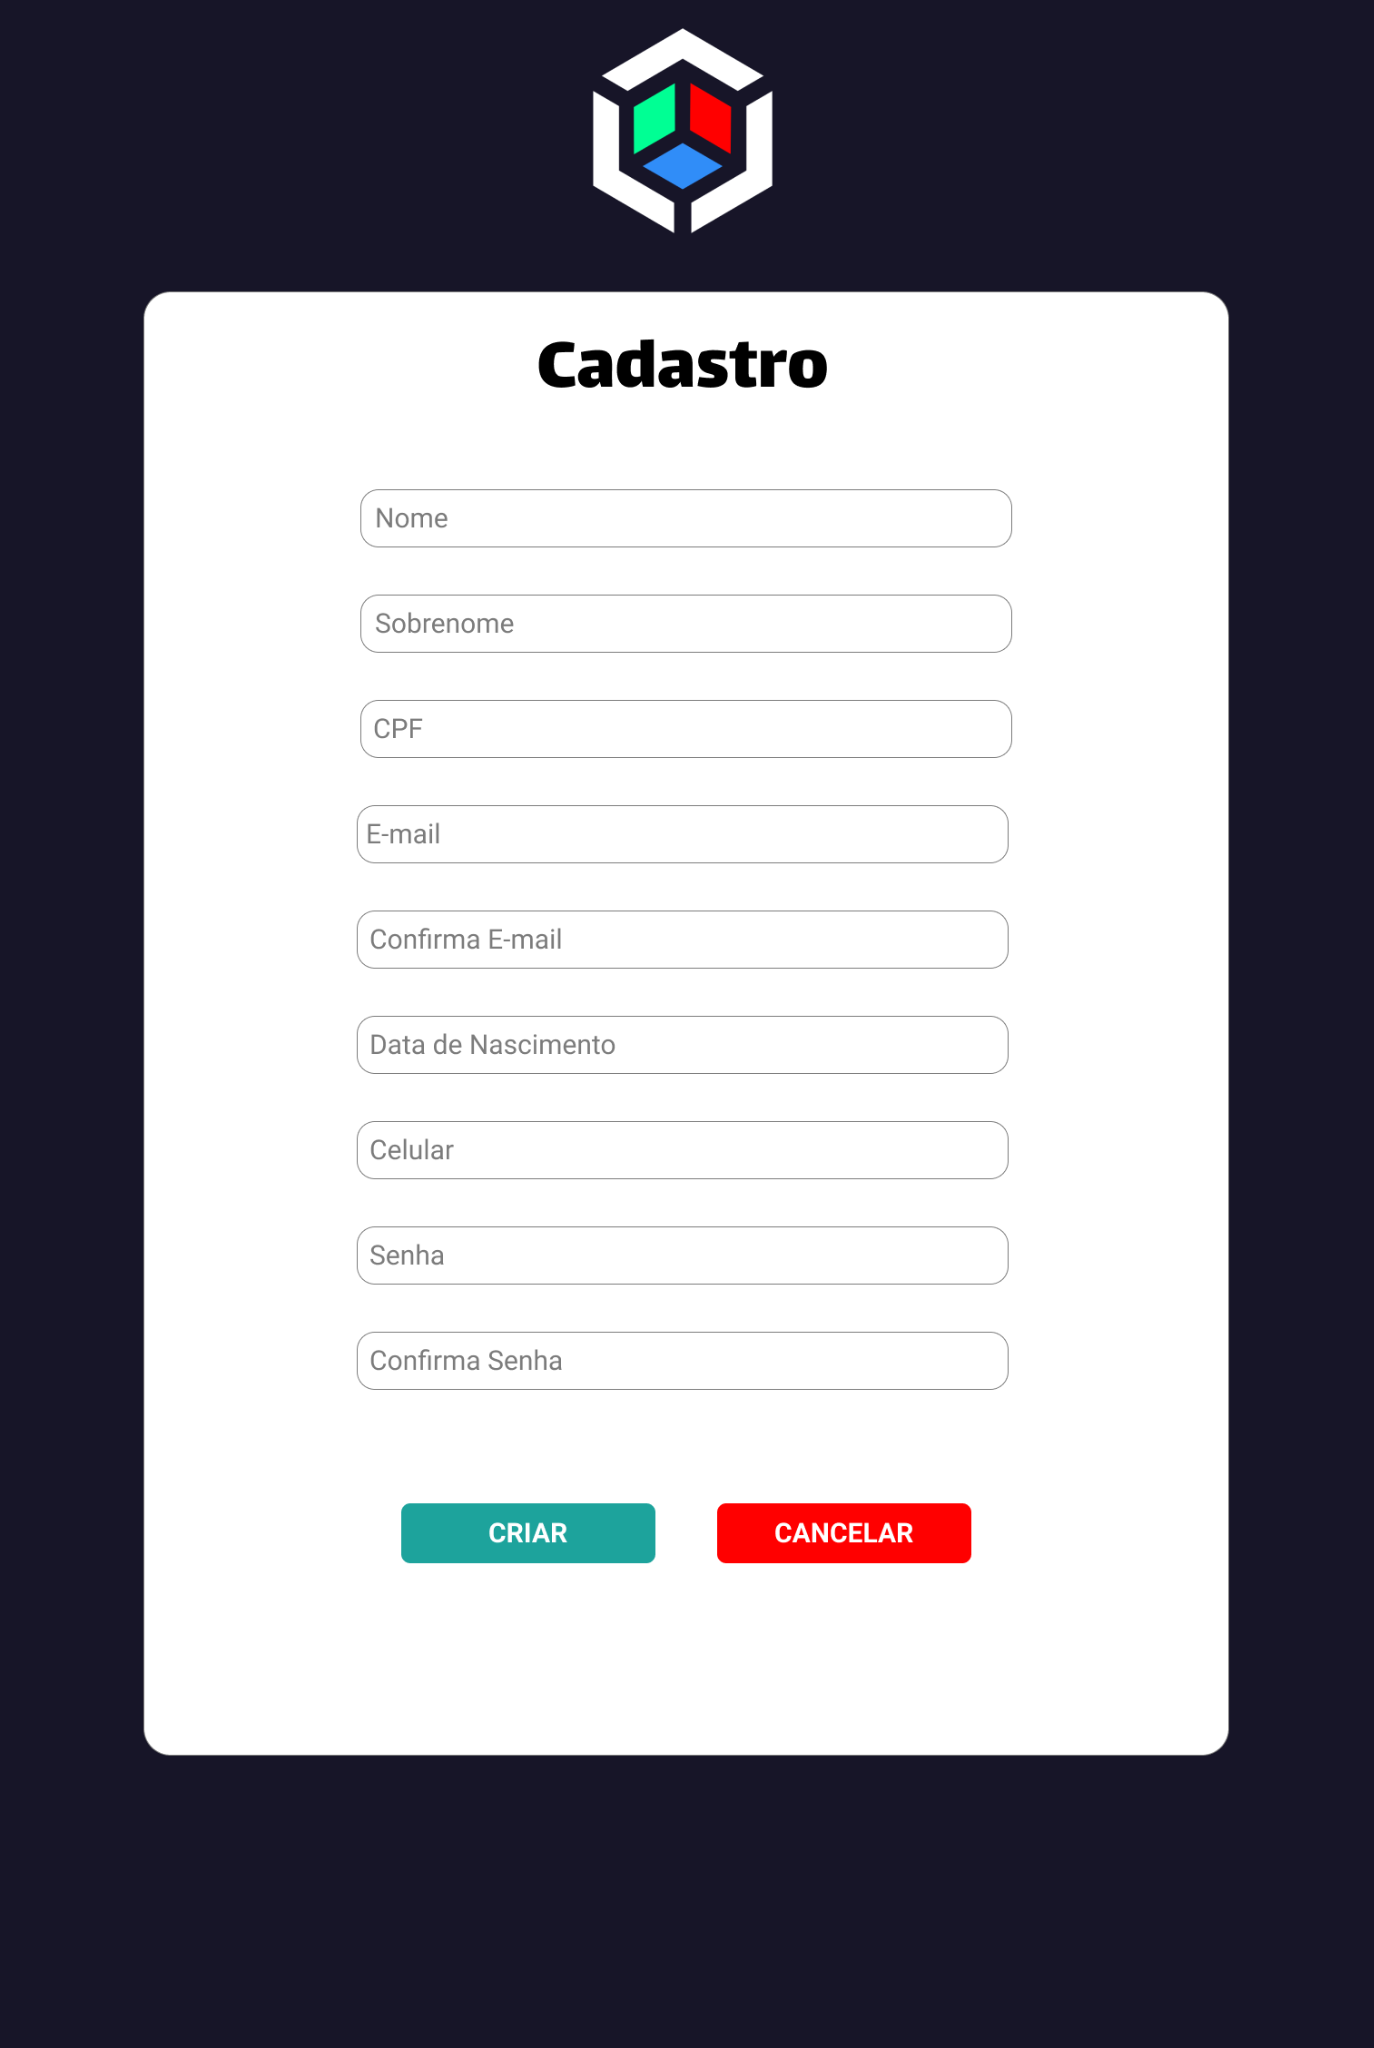 Cadastro
Nome
Sobrenome
CPF
E-mail
Confirma E-mail
Data de Nascimento
Celular
Senha
Confirma Senha
CRIAR
CANCELAR